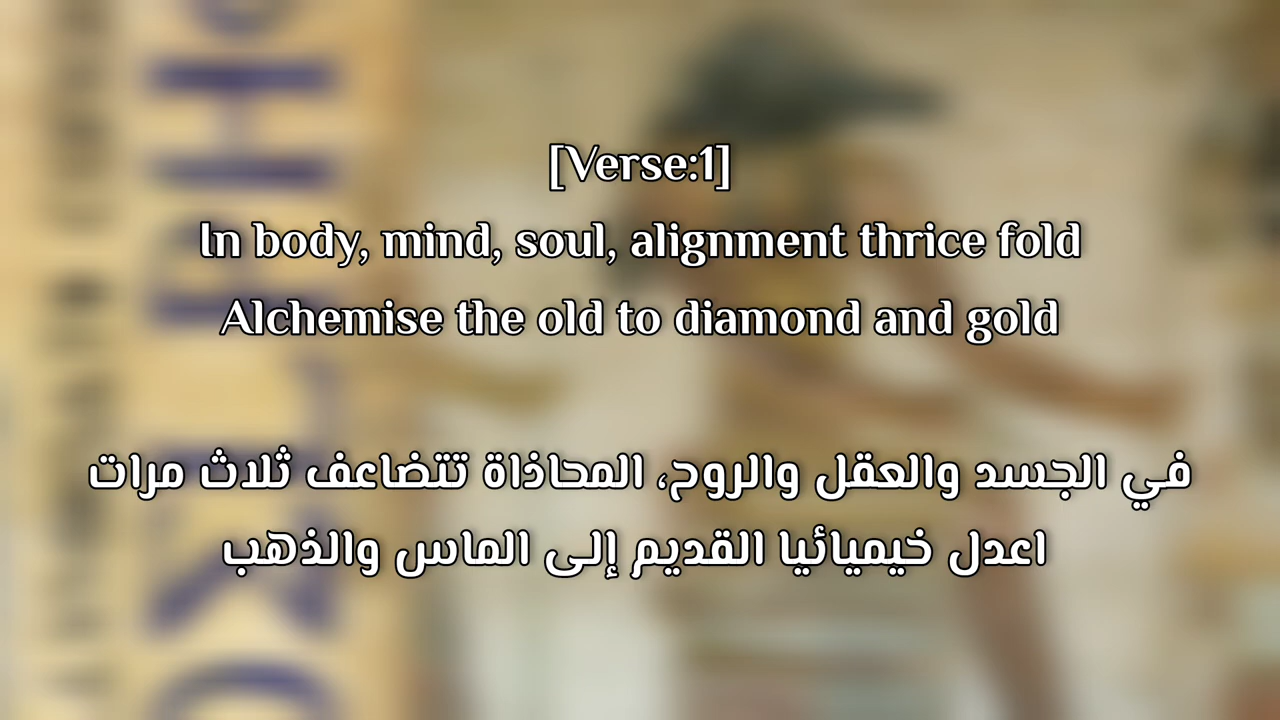 [Verse:1]
In body, mind, soul, alignment thrice fold
Alchemise the old to diamond and gold
في الجسد والعقل والروح، المحاذاة تتضاعف ثلاث مرات
اعدل خيميائيا القديم إلى الماس والذهب